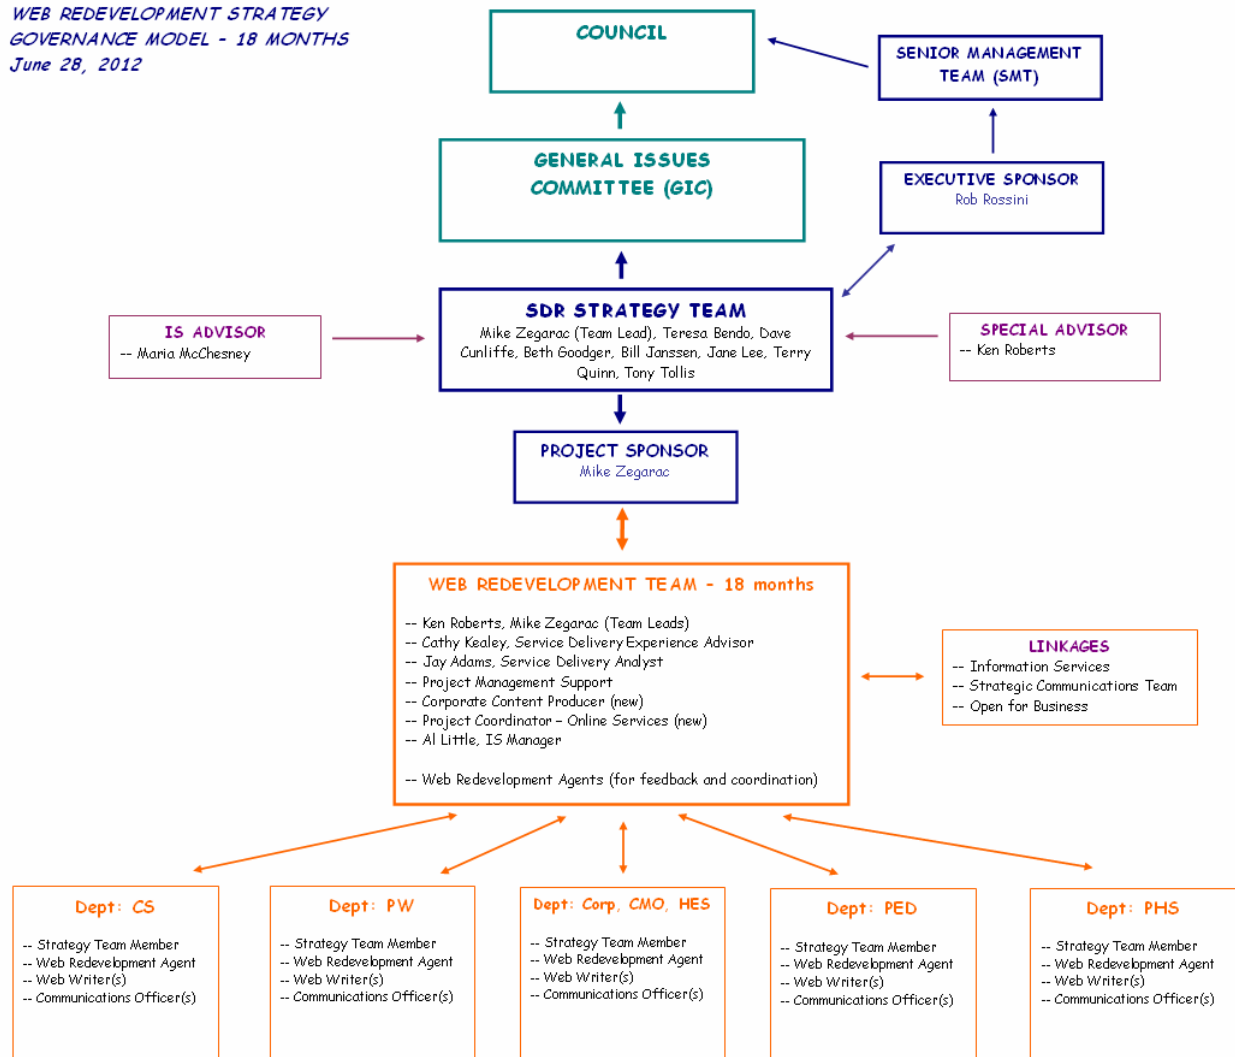 WEB REDEVELOPMENT STRATEGY
GOVERNANCE MODEL - 18 MONTHS
June 28, 2012
COUNCIL
SENIOR MANAGEMENT
TEAM (SMT)
GENERAL ISSUES
COMMITTEE (GIC)
EXECUTIVE SPONSOR
Rob Rossini
SDR STRATEGY TEAM
Mike Zegarac (Team Lead), Teresa Bendo, Dave
Cunliffe, Beth Goodger, Bill Janssen, Jane Lee, Terry
Quinn, Tony Tollis
IS ADVISOR
-- Maria McChesney
SPECIAL ADVISOR
-- Ken Roberts
PROJECT SPONSOR
Mike Zegarac
WEB REDEVELOPMENT TEAM - 18 months
-- Ken Roberts, Mike Zegarac (Team Leads)
-- Cathy Kealey, Service Delivery Experience Advisor
-- Jay Adams, Service Delivery Analyst
-- Project Management Support
-- Corporate Content Producer (new)
-- Project Coordinator – Online Services (new)
-- Al Little, IS Manager
-- Web Redevelopment Agents (for feedback and coordination)
LINKAGES
-- Information Services
-- Strategic Communications Team
-- Open for Business
Dept: CS
-- Strategy Team Member
-- Web Redevelopment Agent
-- Web Writer(s)
-- Communications Officer(s)
Dept: PW
-- Strategy Team Member
-- Web Redevelopment Agent
-- Web Writer(s)
-- Communications Officer(s)
Dept: Corp, CMO, HES
-- Strategy Team Member
-- Web Redevelopment Agent
-- Web Writer(s)
-- Communications Officer(s)
Dept: PED
-- Strategy Team Member
-- Web Redevelopment Agent
-- Web Writer(s)
-- Communications Officer(s)
Dept: PHS
-- Strategy Team Member
-- Web Redevelopment Agent
-- Web Writer(s)
-- Communications Officer(s)